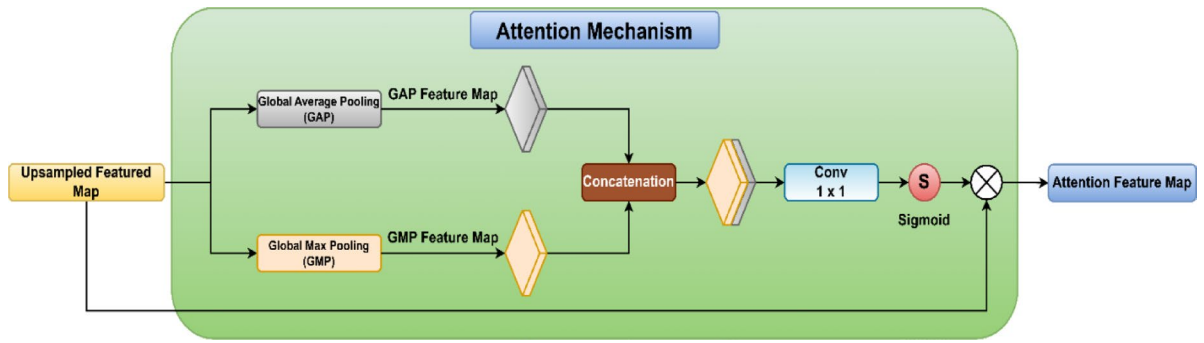 Attention Mechanism
Global Average Pooling
(GAP)
GAP Feature Map
Upsampled Featured
Map
Concatenation
Conv
1 x 1
S
Sigmoid
Attention Feature Map
Global Max Pooling
(GMP)
GMP Feature Map